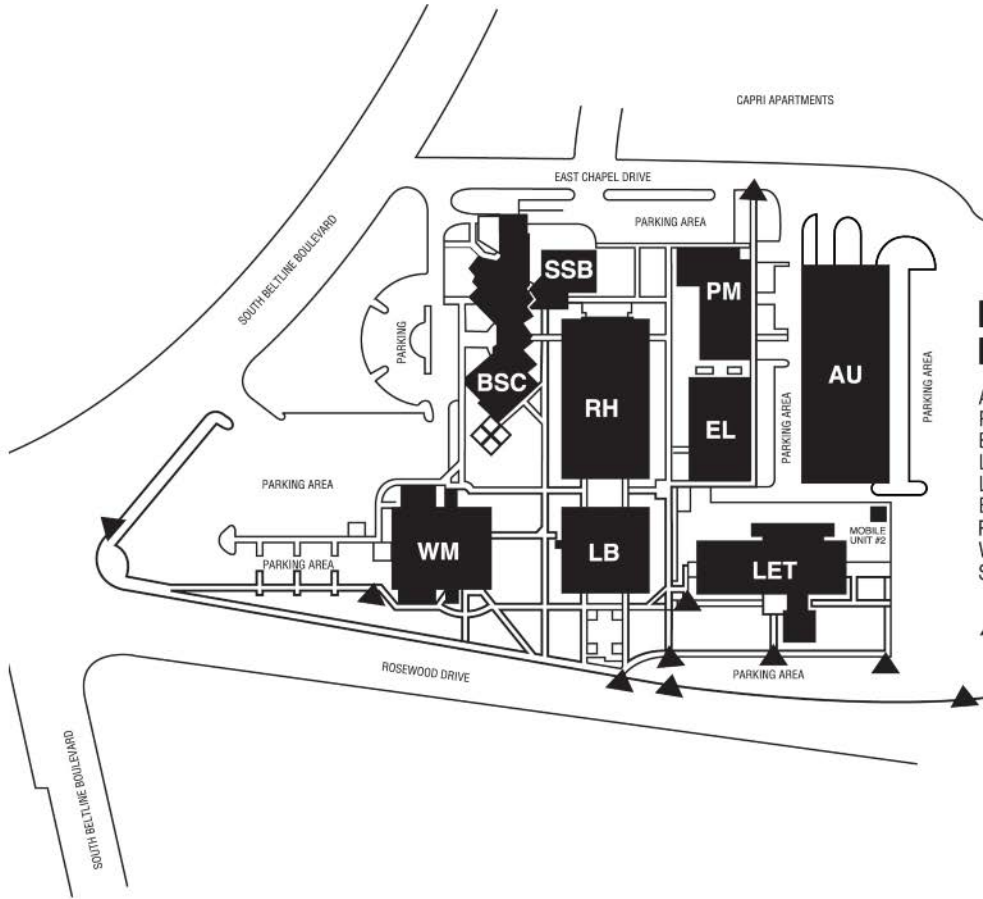 CAPRI APARTMENTS
EAST CHAPEL DRIVE
PARKING AREA
SOUTH BELTLINE BOULEVARD
SSB
PM
PARKING
BSC
RH
EL
AU
PARKING AREA
PARKING AREA
PARKING AREA
WM
LB
LET
MOBILE
UNIT #2
PARKING AREA
ROSEWOOD DRIVE
PARKING AREA
SOUTH BELTLINE BOULEVARD
A
L
L
W
S